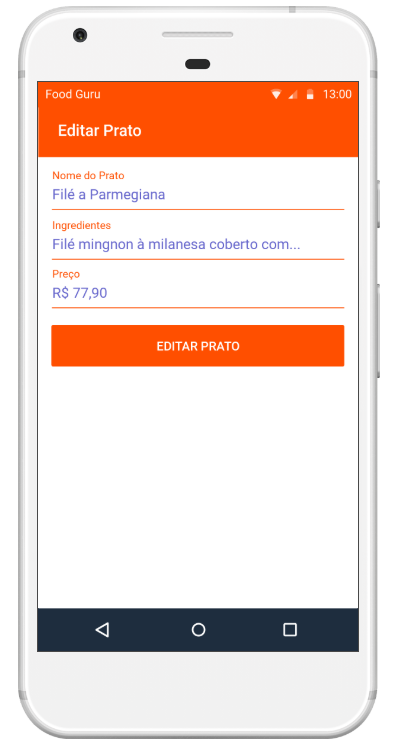 Food Guru 13:00
Editar Prato
Nome do Prato
Filé a Parmegiana
Ingredientes
Filé mingnon à milanesa coberto com...
Preço
R$ 77,90
EDITAR PRATO